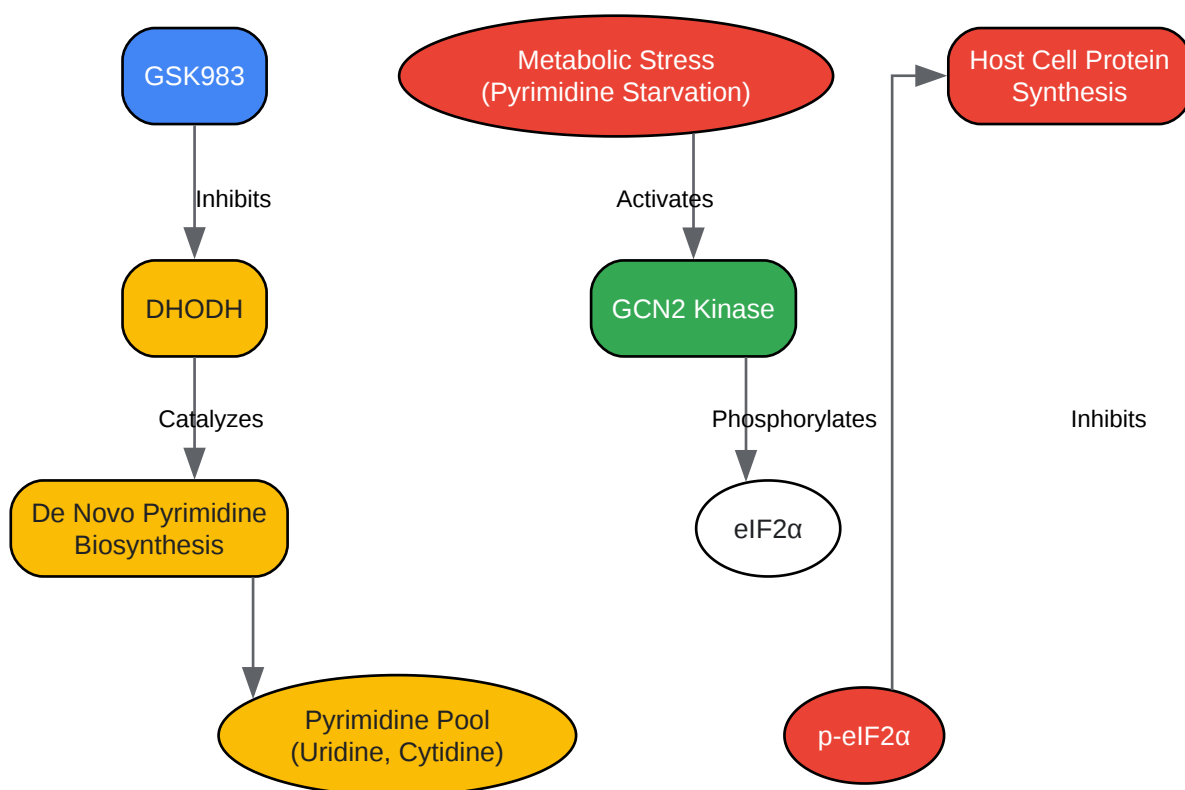 GSK983
Metabolic Stress
(Pyrimidine Starvation)
Host Cell Protein
Synthesis
Inhibits
Activates
DHODH
GCN2 Kinase
Catalyzes
Phosphorylates
Inhibits
De Novo Pyrimidine
Biosynthesis
eIF2α
Pyrimidine Pool
(Uridine, Cytidine)
p-eIF2α